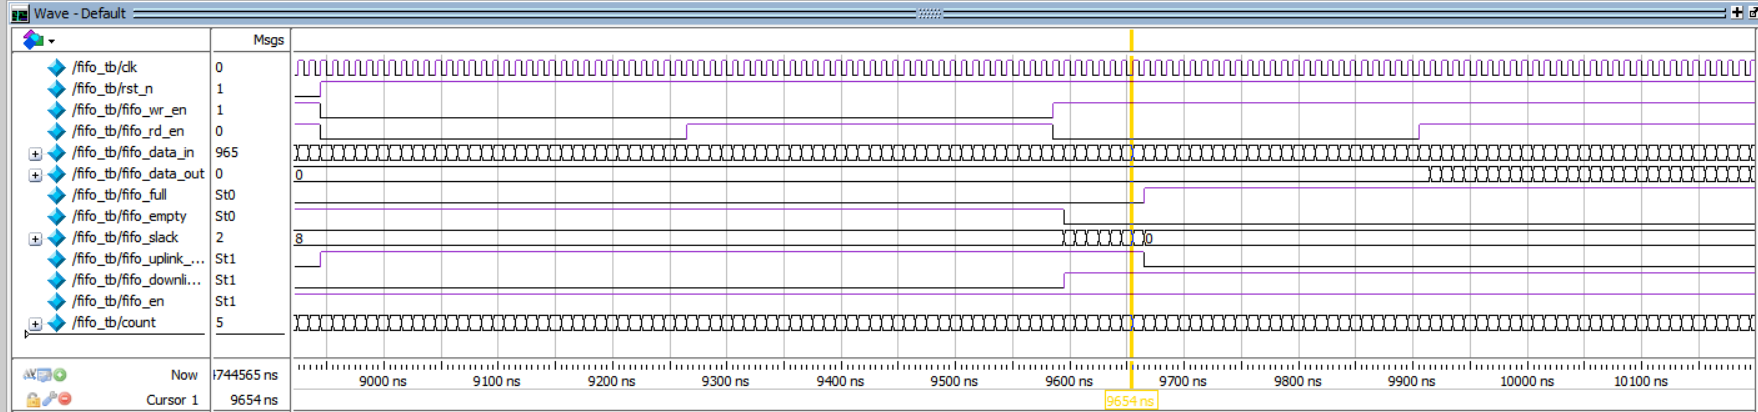 Wave - Default
Msgs
/fifo_tb/clk 0
/fifo_tb/rst_n 1
/fifo_tb/fifo_wr_en 1
/fifo_tb/fifo_rd_en 0
/fifo_tb/fifo_data_in 965
/fifo_tb/fifo_data_out 0 0
/fifo_tb/fifo_full St0
/fifo_tb/fifo_empty St0
/fifo_tb/fifo_slack 2 8 0
/fifo_tb/fifo_uplink_... St1
/fifo_tb/fifo_downli... St1
/fifo_tb/fifo_en St1
/fifo_tb/count 5
Now 4744565 ns 9000 ns 9100 ns 9200 ns 9300 ns 9400 ns 9500 ns 9600 ns 9700 ns 9800 ns 9900 ns 10000 ns 10100 ns
Cursor 1 9654 ns 9654 ns